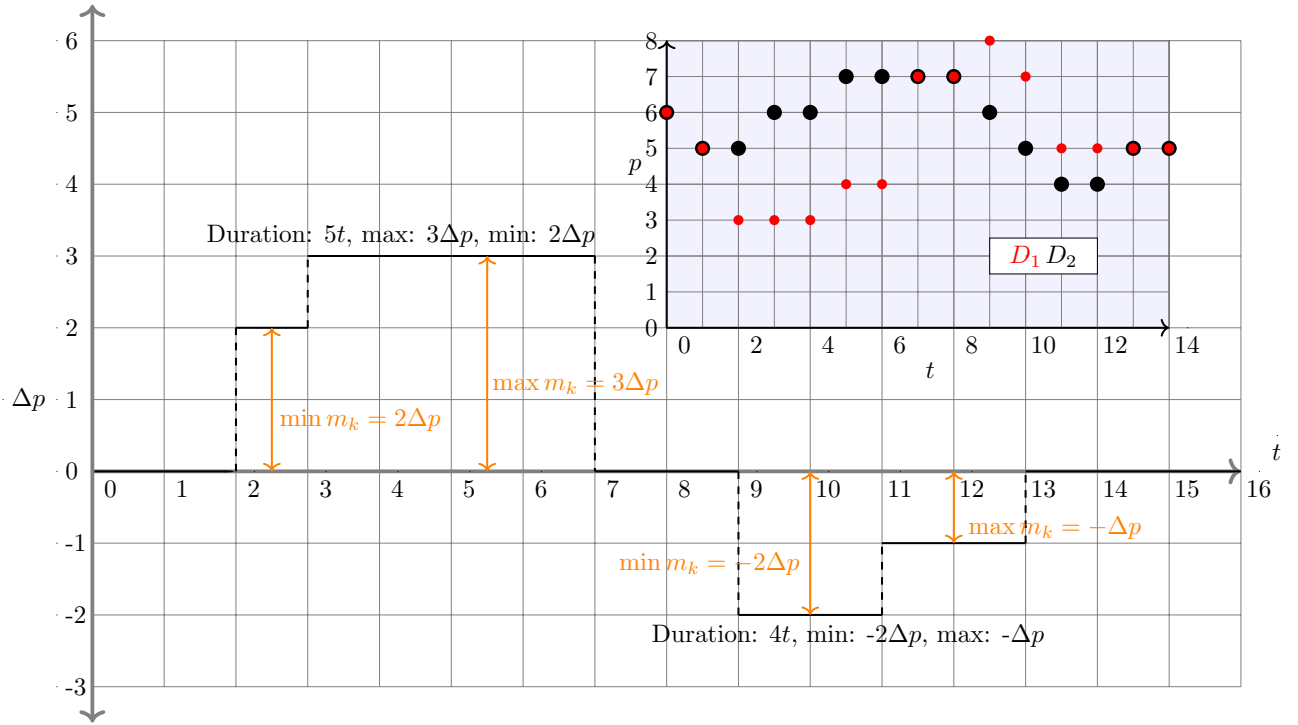 6
5
4
3
2
1
0
-1
-2
-3
Δp
Duration: 5t, max: 3Δp, min: 2Δp
min m_k = 2Δp
max m_k = 3Δp
8
7
6
5
4
3
2
1
0
p
D_1 D_2
0 2 4 6 8 10 12 14
t
t
0 1 2 3 4 5 6 7 8 9 10 11 12 13 14 15 16
max m_k = −Δp
min m_k = −2Δp
Duration: 4t, min: -2Δp, max: -Δp